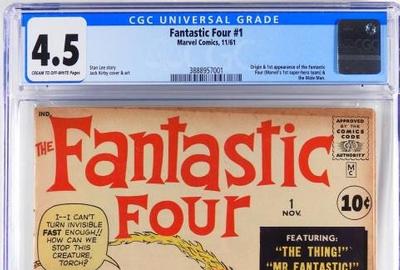 CGC UNIVERSAL GRADE
4.5
CREAM TO OFF-WHITE Pages
Fantastic Four #1
Marvel Comics, 11/61
Stan Lee story
Jack Kirby cover & art
Origin & 1st appearance of the Fantastic
Four (Marvel's 1st super-hero team) &
the Mole Man.
3888957001
IND.
THE Fantastic
FOUR
APPROVED
BY THE
COMICS
CODE
AUTHORITY
MC
1
NOV.
10¢
I--I CAN'T
TURN INVISIBLE
FAST ENOUGH!!
HOW CAN WE
STOP THIS
CREATURE,
TORCH?
FEATURING:
"THE THING!"
"MR. FANTASTIC!"